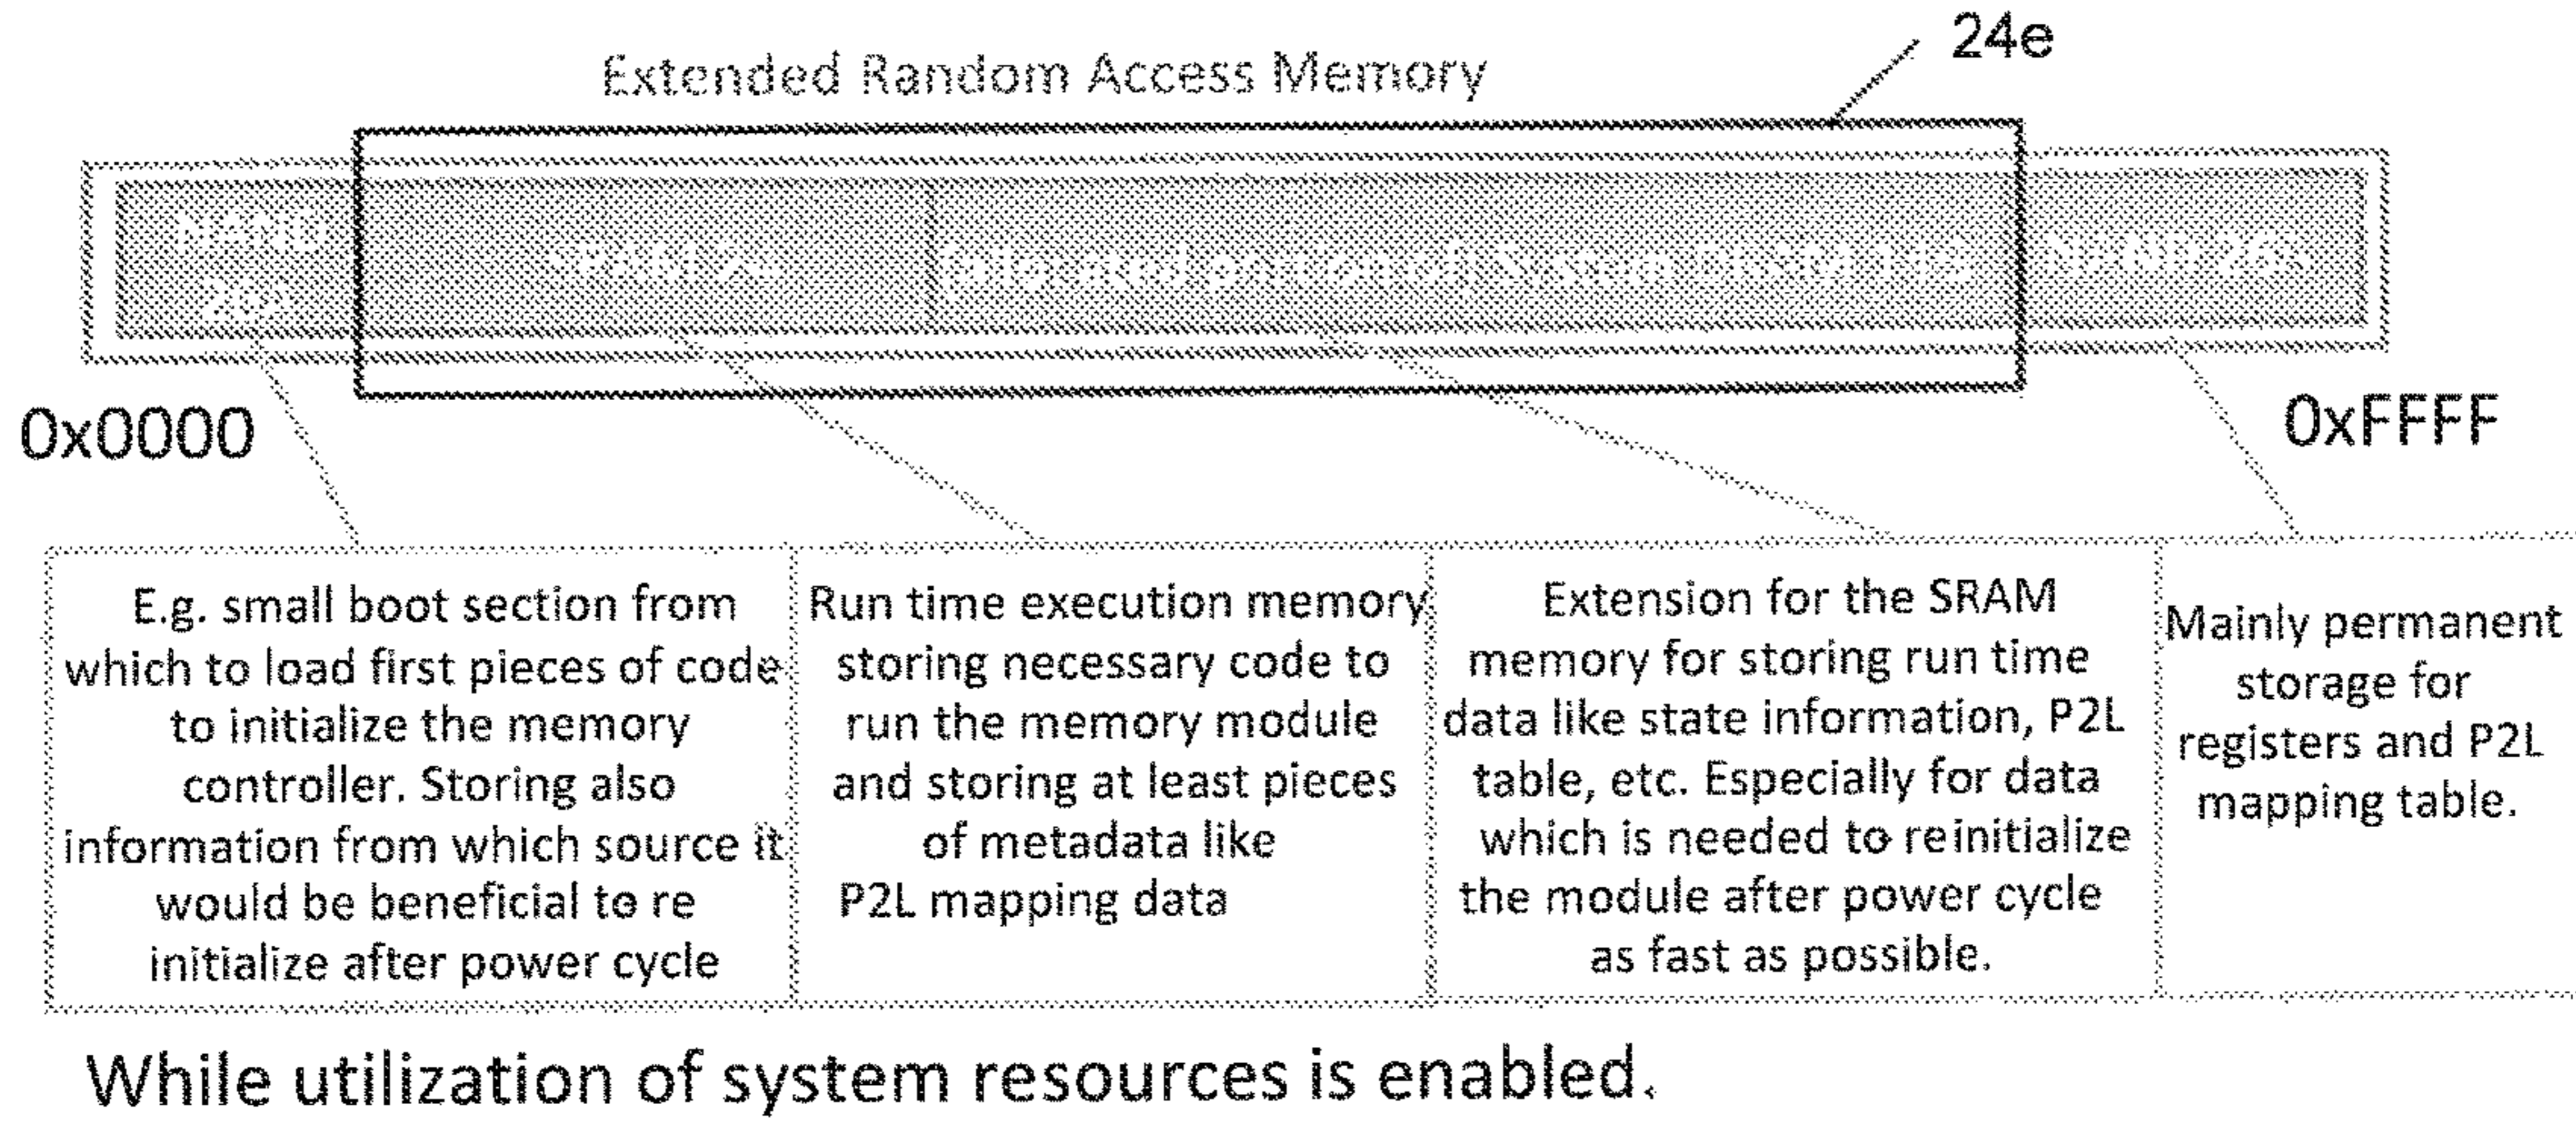 24e
Extended Random Access Memory
(allocated portion of) System
0x0000
0xFFFF
E.g. small boot section from
which to load first pieces of code
to initialize the memory
controller. Storing also
information from which source it
would be beneficial to re
initialize after power cycle
Run time execution memory
storing necessary code to
run the memory module
and storing at least pieces
of metadata like
P2L mapping data
Extension for the SRAM
memory for storing run time
data like state information, P2L
table, etc. Especially for data
which is needed to reinitialize
the module after power cycle
as fast as possible.
Mainly permanent
storage for
registers and P2L
mapping table.
While utilization of system resources is enabled.